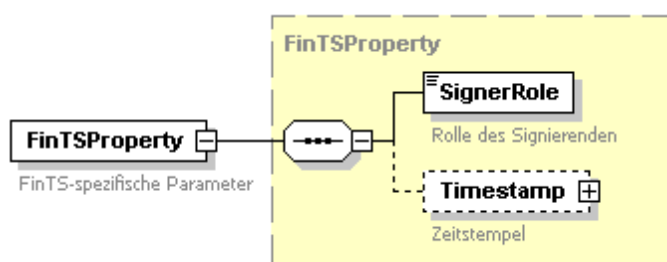 FinTSProperty
SignerRole
Rolle des Signierenden
FinTSProperty
FinTS-spezifische Parameter
Timestamp
Zeitstempel